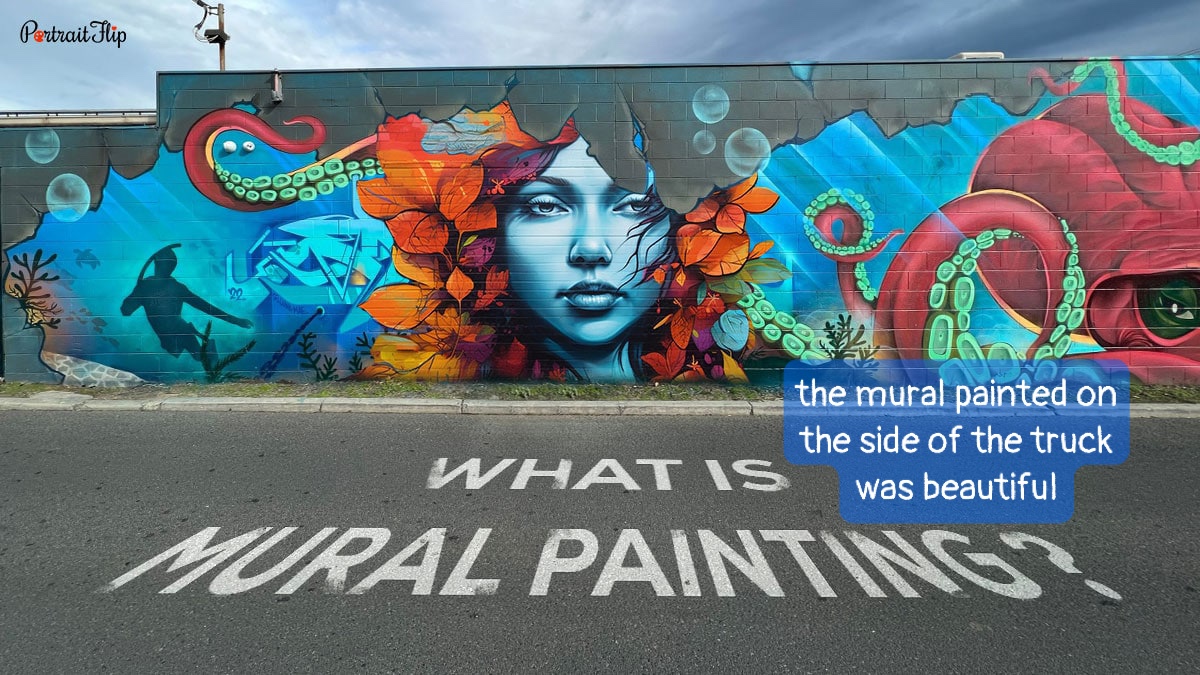 PortraitFlip
the mural painted on
the side of the truck
was beautiful
WHAT IS
MURAL PAINTING?